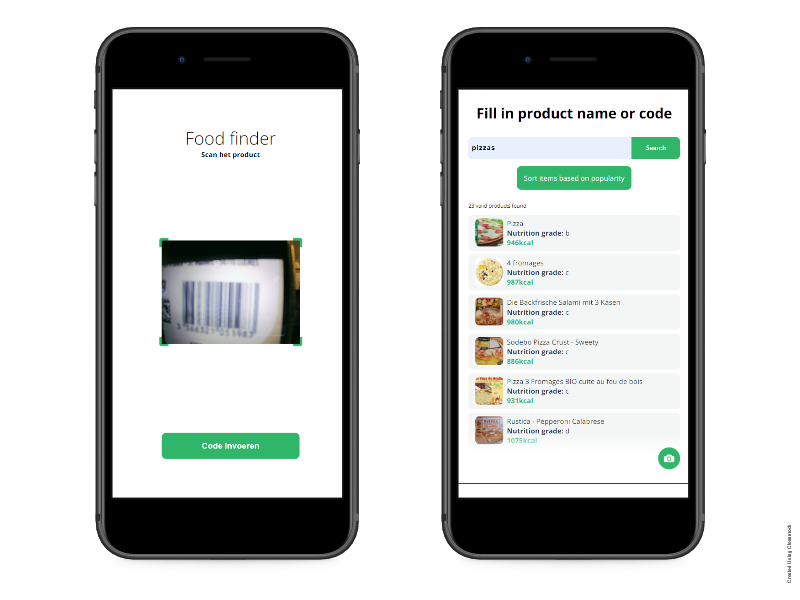 Food finder
Scan het product
Code Invoeren
Fill in product name or code
pizzas
Search
Sort items based on popularity
23 valid products found
Pizza
Nutrition grade: b
946kcal
4 fromages
Nutrition grade: c
987kcal
Die Backfrische Salami mit 3 Käsen
Nutrition grade: c
980kcal
Sodebo Pizza Crust - Sweety
Nutrition grade: c
886kcal
Pizza 3 Fromages BIO cuite au feu de bois
Nutrition grade: c
931kcal
Rustica - Pepperoni Calabrese
Nutrition grade: d
1075kcal
Created Using Cleanmock